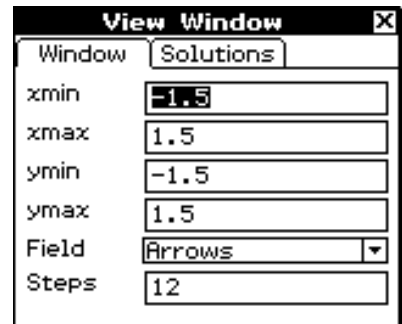 View Window X
Window Solutions
xmin -1.5
xmax 1.5
ymin -1.5
ymax 1.5
Field Arrows
Steps 12